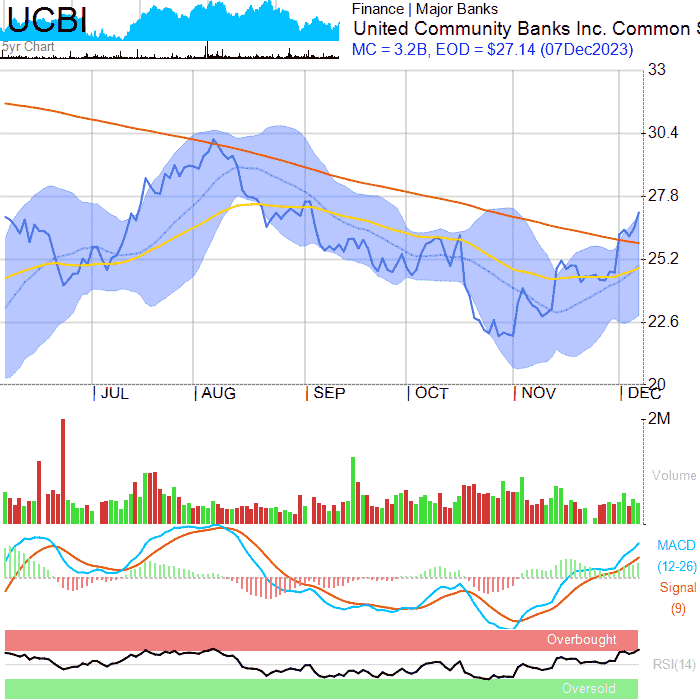 UCBI
5yr Chart
Finance | Major Banks
United Community Banks Inc. Common S
MC = 3.2B, EOD = $27.14 (07Dec2023)
33
30.4
27.8
25.2
22.6
20
JUL AUG SEP OCT NOV DEC
2M
Volume
MACD
(12-26)
Signal
(9)
Overbought
RSI(14)
Oversold